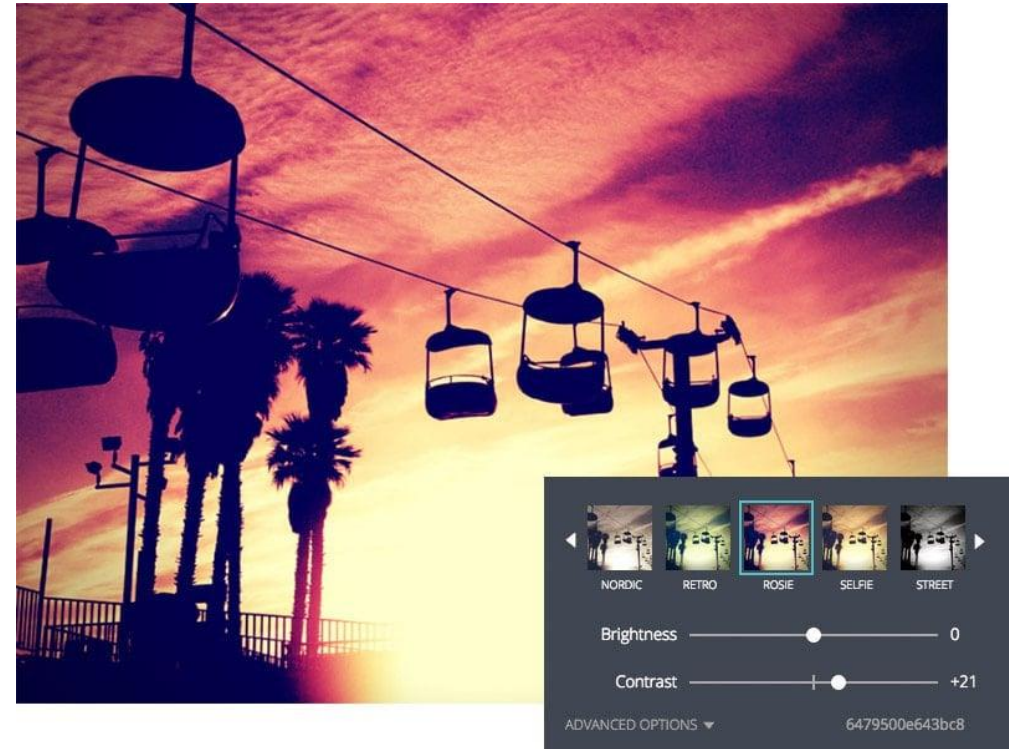 NORDIC RETRO ROSIE SELFIE STREET
Brightness 0
Contrast +21
ADVANCED OPTIONS 6479500e643bc8